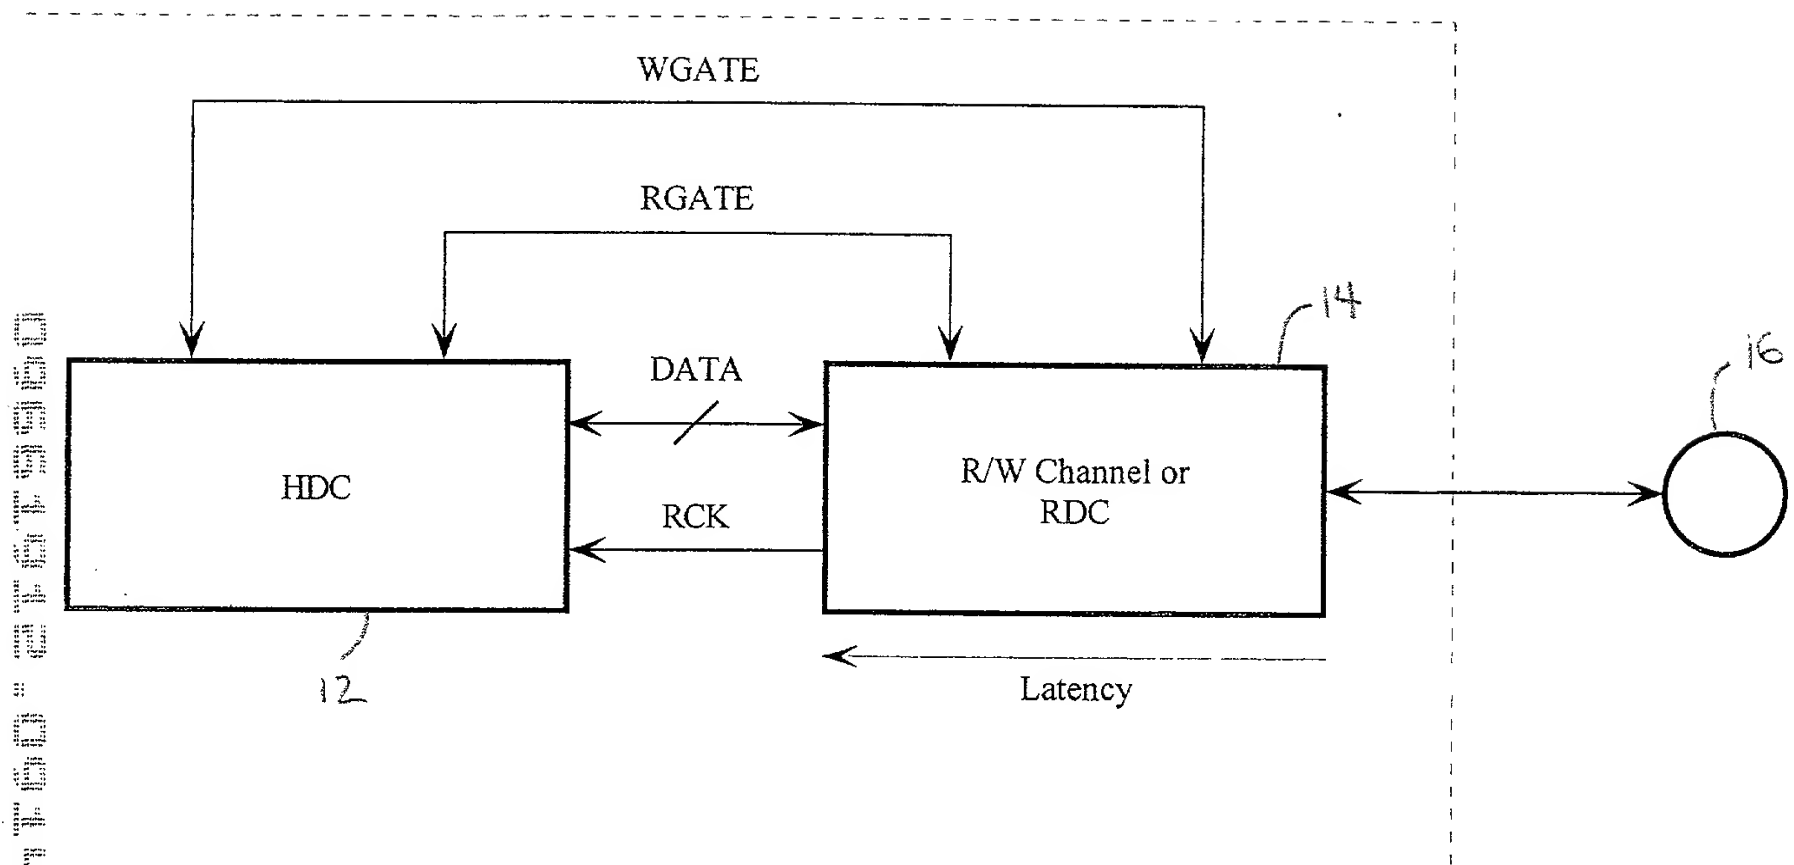 WGATE
RGATE
14
16
DATA
HDC
R/W Channel or
RDC
RCK
12
Latency